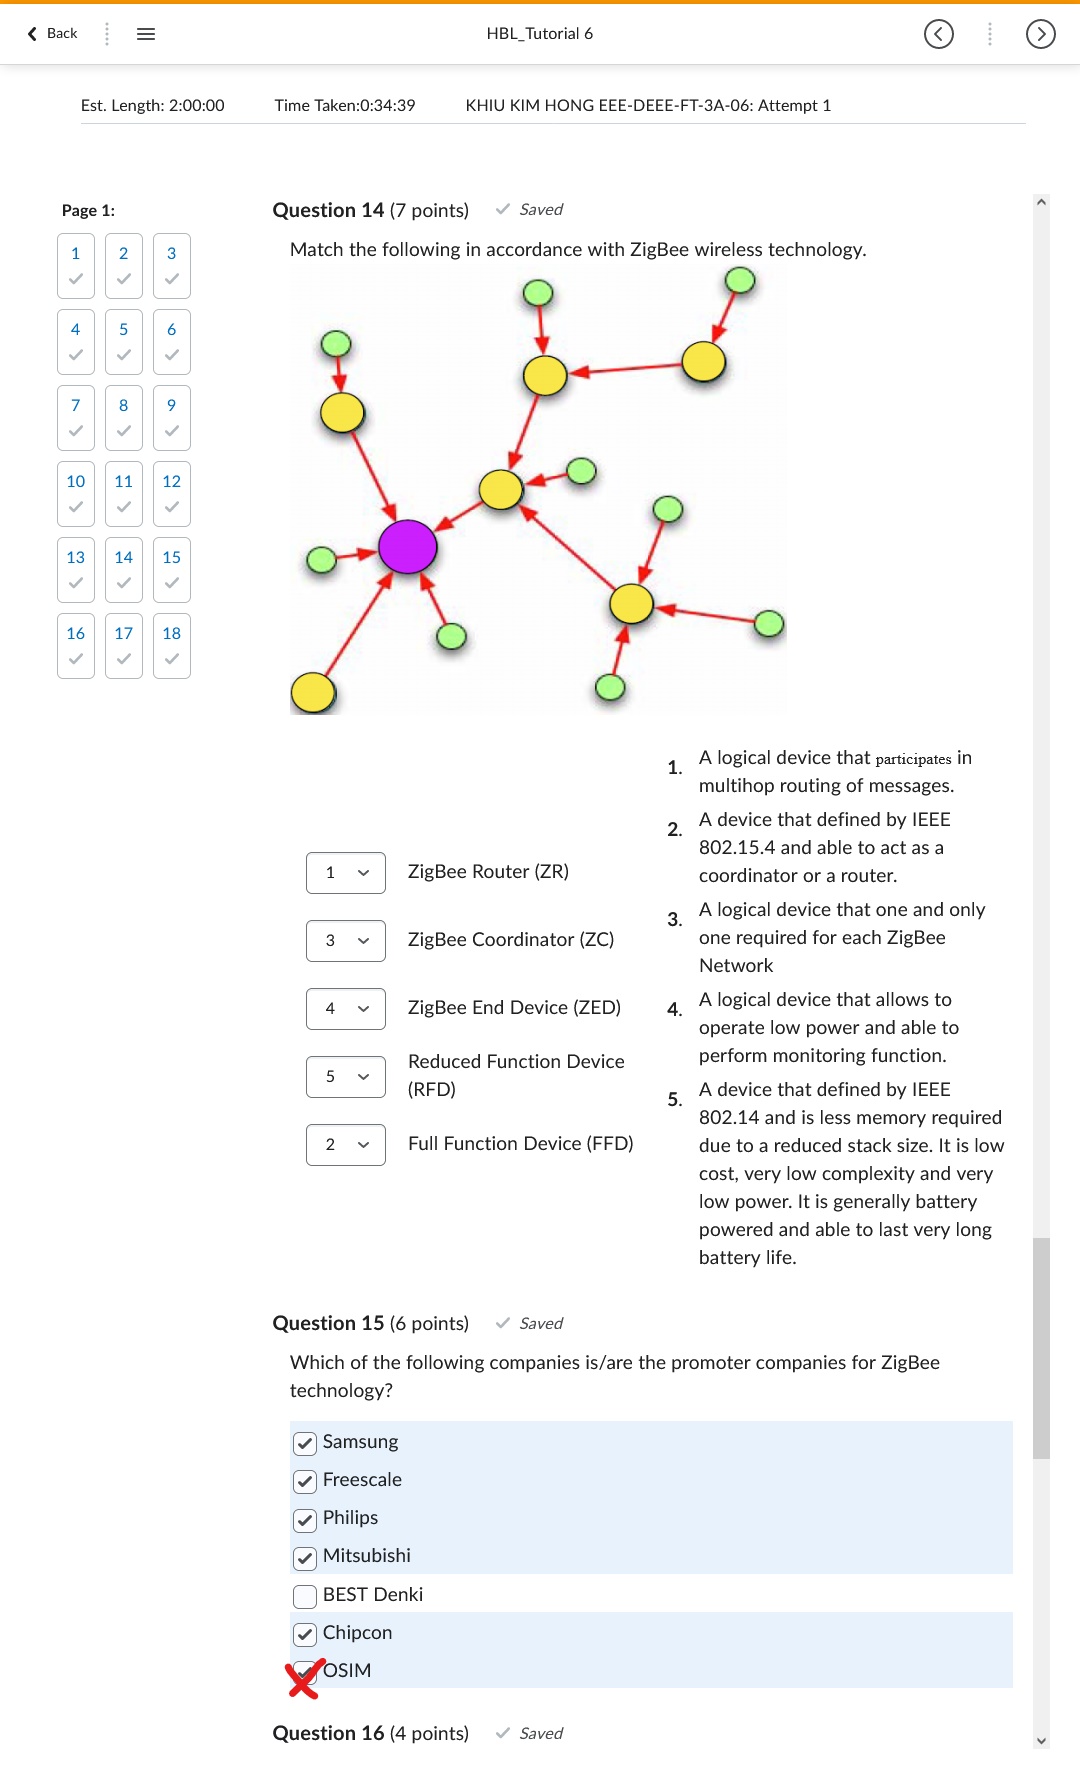 Back
HBL_Tutorial 6
Est. Length: 2:00:00 Time Taken:0:34:39 KHIU KIM HONG EEE-DEEE-FT-3A-06: Attempt 1
Page 1:
1 2 3
4 5 6
7 8 9
10 11 12
13 14 15
16 17 18
Question 14 (7 points) Saved
Match the following in accordance with ZigBee wireless technology.
1 ZigBee Router (ZR)
3 ZigBee Coordinator (ZC)
4 ZigBee End Device (ZED)
5 Reduced Function Device
(RFD)
2 Full Function Device (FFD)
1. A logical device that participates in
multihop routing of messages.
2. A device that defined by IEEE
802.15.4 and able to act as a
coordinator or a router.
3. A logical device that one and only
one required for each ZigBee
Network
4. A logical device that allows to
operate low power and able to
perform monitoring function.
5. A device that defined by IEEE
802.14 and is less memory required
due to a reduced stack size. It is low
cost, very low complexity and very
low power. It is generally battery
powered and able to last very long
battery life.
Question 15 (6 points) Saved
Which of the following companies is/are the promoter companies for ZigBee
technology?
Samsung
Freescale
Philips
Mitsubishi
BEST Denki
Chipcon
OSIM
Question 16 (4 points) Saved